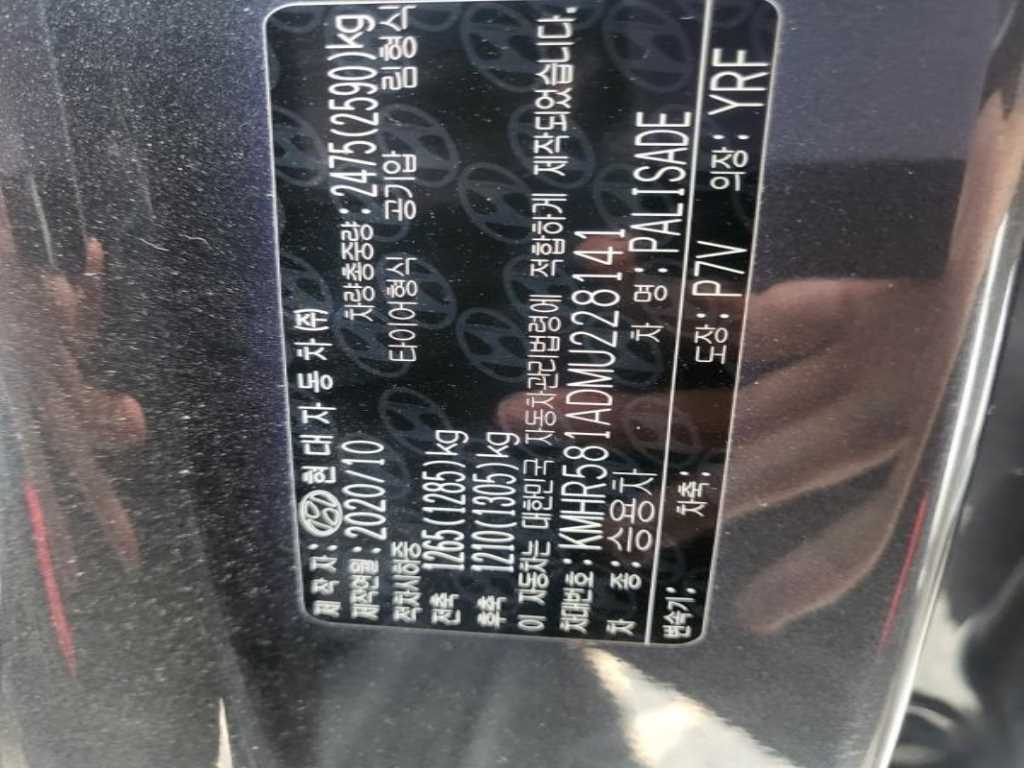 제 작 자: 현 대 자 동 차 (주)
제작연월: 2020/10 차량총중량: 2475(2590)kg
적차시하중 타이어형식 공기압 림형식
전축 1265(1285)kg
후축 1210(1305)kg
이 자동차는 대한민국 자동차관리법령에 적합하게 제작되었습니다.
차대번호: KMHR581ADMU228141
차 종: 승용차 차 명: PALISADE
변속기: 차축: 도장: P7V 의장: YRF